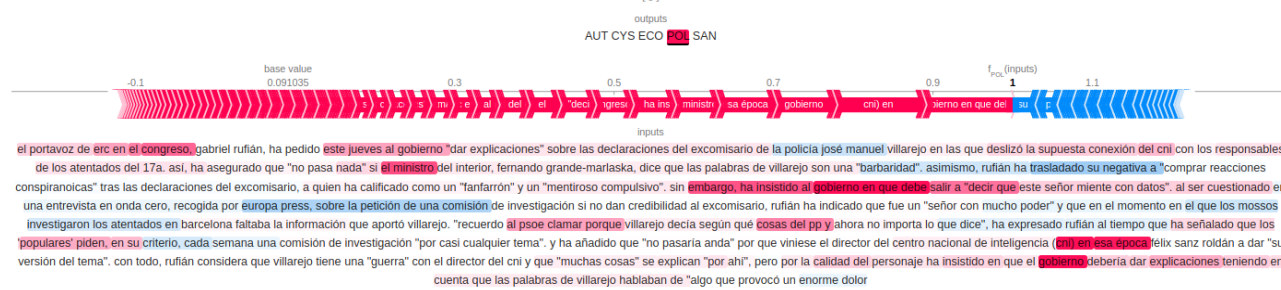 outputs
AUT CYS ECO POL SAN
base value
f_POL(inputs)
-0.1 0.091035 0.3 0.5 0.7 0.9 1 1.1
al del el "deci ngreso ha ins ministro sa época gobierno cni) en bierno en que del su p
inputs
el portavoz de erc en el congreso, gabriel rufián, ha pedido este jueves al gobierno "dar explicaciones" sobre las declaraciones del excomisario de la policía josé manuel villarejo en las que deslizó la supuesta conexión del cni con los responsables
de los atentados del 17a. así, ha asegurado que "no pasa nada" si el ministro del interior, fernando grande-marlaska, dice que las palabras de villarejo son una "barbaridad". asimismo, rufián ha trasladado su negativa a "comprar reacciones
conspiranoicas" tras las declaraciones del excomisario, a quien ha calificado como un "fanfarrón" y un "mentiroso compulsivo". sin embargo, ha insistido al gobierno en que debe salir a "decir que este señor miente con datos". al ser cuestionado en
una entrevista en onda cero, recogida por europa press, sobre la petición de una comisión de investigación si no dan credibilidad al excomisario, rufián ha indicado que fue un "señor con mucho poder" y que en el momento en el que los mossos
investigaron los atentados en barcelona faltaba la información que aportó villarejo. "recuerdo al psoe clamar porque villarejo decía según qué cosas del pp y ahora no importa lo que dice", ha expresado rufián al tiempo que ha señalado que los
'populares' piden, en su criterio, cada semana una comisión de investigación "por casi cualquier tema". y ha añadido que "no pasaría anda" por que viniese el director del centro nacional de inteligencia (cni) en esa época félix sanz roldán a dar "su
versión del tema". con todo, rufián considera que villarejo tiene una "guerra" con el director del cni y que "muchas cosas" se explican "por ahí", pero por la calidad del personaje ha insistido en que el gobierno debería dar explicaciones teniendo en
cuenta que las palabras de villarejo hablaban de "algo que provocó un enorme dolor